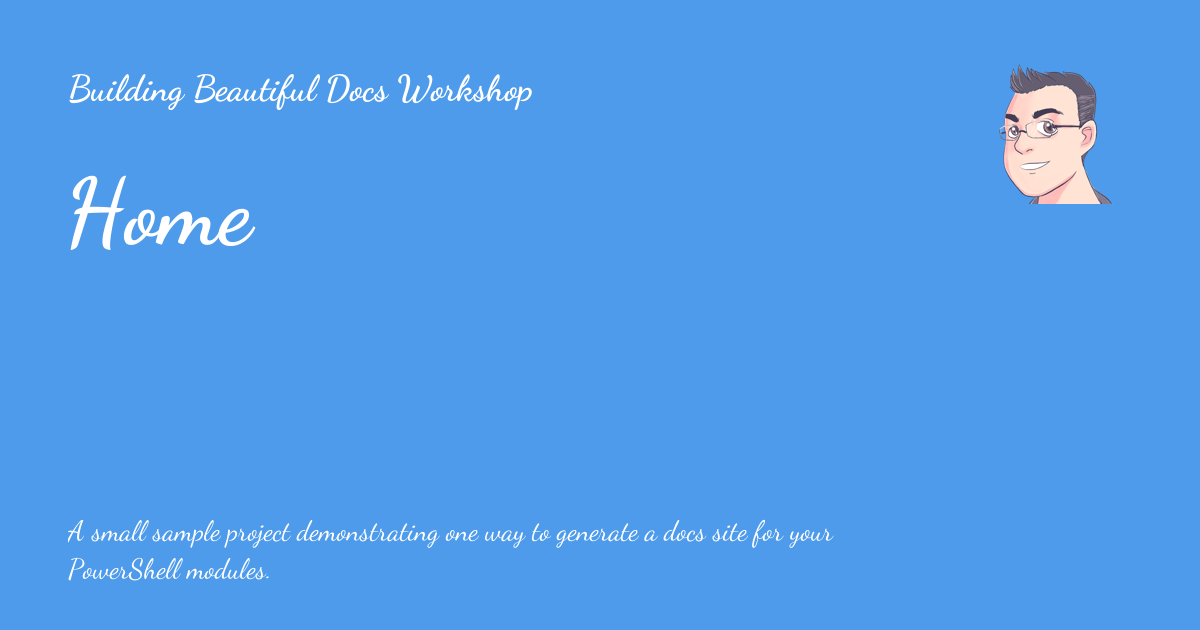 Building Beautiful Docs Workshop
Home
A small sample project demonstrating one way to generate a docs site for your
PowerShell modules.